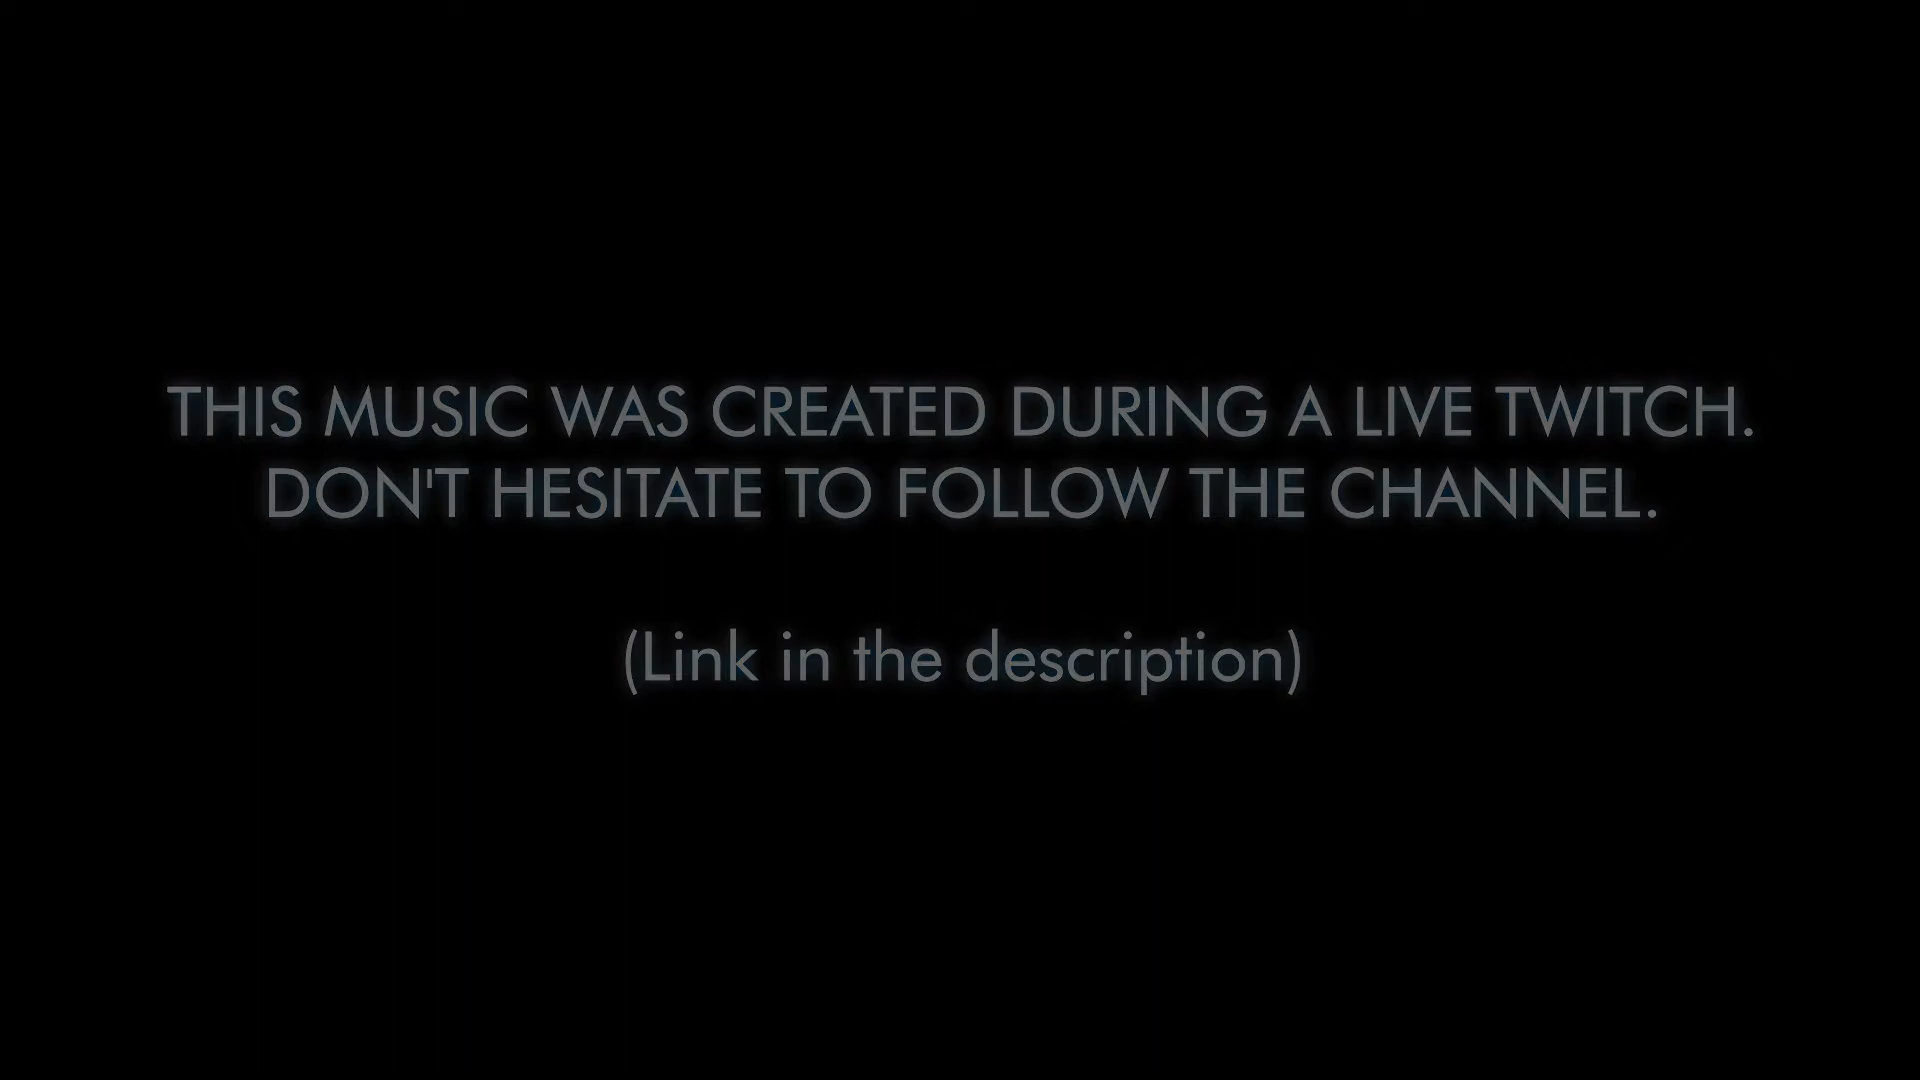 THIS MUSIC WAS CREATED DURING A LIVE TWITCH.
DON'T HESITATE TO FOLLOW THE CHANNEL.
(Link in the description)